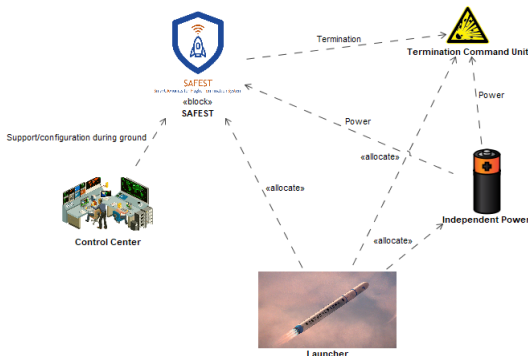 Termination
Termination Command Unit
SAFEST
«block»
SAFEST
Power
Power
Support/configuration during ground
«allocate»
«allocate»
«allocate»
Control Center
Independent Power
Launcher